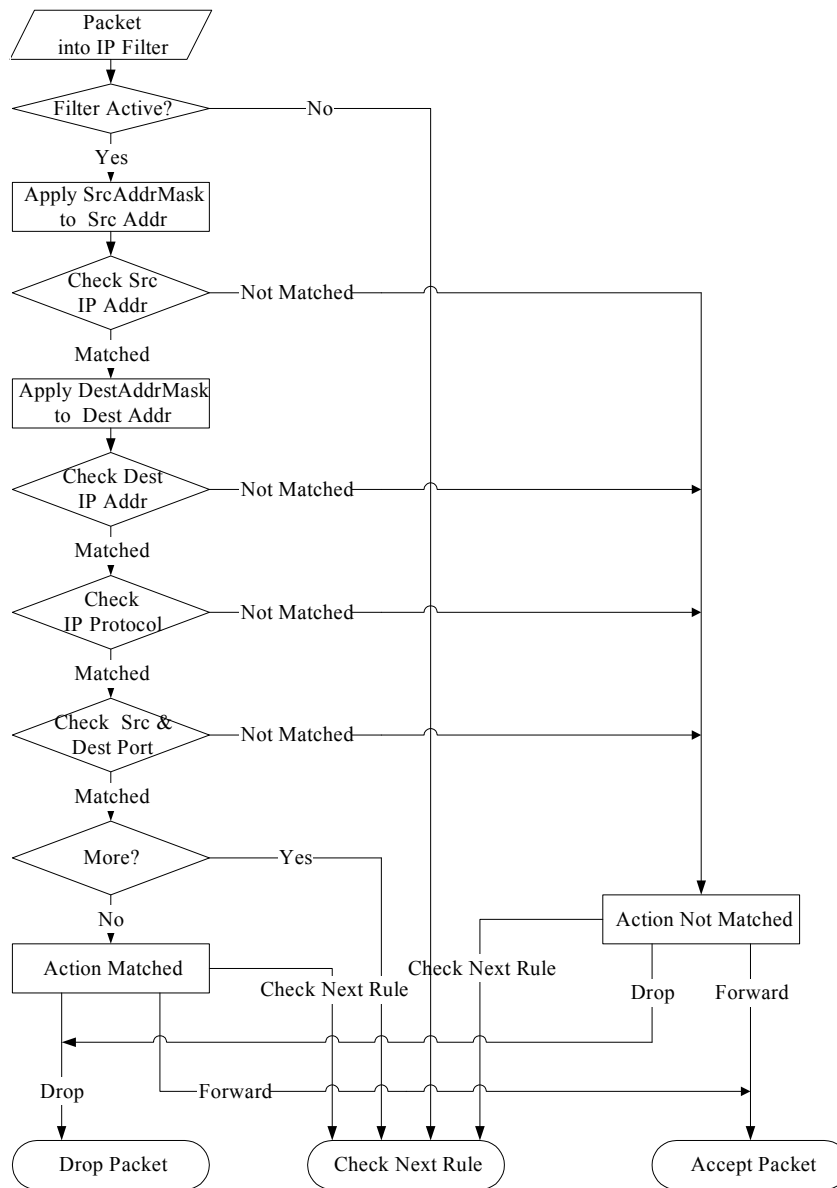 Packet
into IP Filter
Filter Active?
No
Yes
Apply SrcAddrMask
to Src Addr
Check Src
IP Addr
Not Matched
Matched
Apply DestAddrMask
to Dest Addr
Check Dest
IP Addr
Not Matched
Matched
Check
IP Protocol
Not Matched
Matched
Check Src &
Dest Port
Not Matched
Matched
More?
Yes
No
Action Matched
Check Next Rule
Action Not Matched
Check Next Rule
Drop
Forward
Drop
Forward
Drop Packet
Check Next Rule
Accept Packet